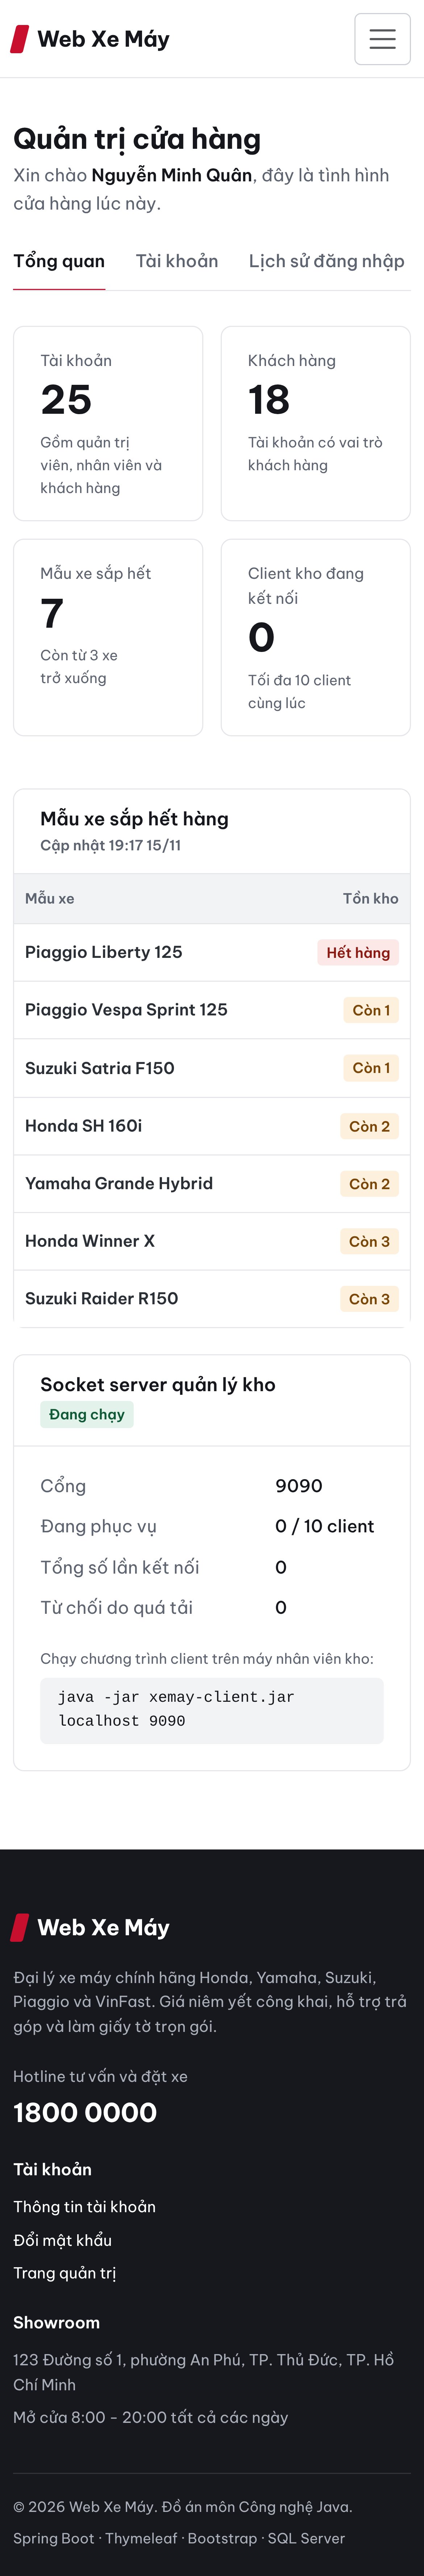 Web Xe Máy
Quản trị cửa hàng
Xin chào Nguyễn Minh Quân, đây là tình hình
cửa hàng lúc này.
Tổng quan
Tài khoản
Lịch sử đăng nhập
Tài khoản
25
Gồm quản trị
viên, nhân viên và
khách hàng
Khách hàng
18
Tài khoản có vai trò
khách hàng
Mẫu xe sắp hết
7
Còn từ 3 xe
trở xuống
Client kho đang
kết nối
0
Tối đa 10 client
cùng lúc
Mẫu xe sắp hết hàng
Cập nhật 19:17 15/11
Mẫu xe Tồn kho
Piaggio Liberty 125 Hết hàng
Piaggio Vespa Sprint 125 Còn 1
Suzuki Satria F150 Còn 1
Honda SH 160i Còn 2
Yamaha Grande Hybrid Còn 2
Honda Winner X Còn 3
Suzuki Raider R150 Còn 3
Socket server quản lý kho
Đang chạy
Cổng 9090
Đang phục vụ 0 / 10 client
Tổng số lần kết nối 0
Từ chối do quá tải 0
Chạy chương trình client trên máy nhân viên kho:
java -jar xemay-client.jar
localhost 9090
Web Xe Máy
Đại lý xe máy chính hãng Honda, Yamaha, Suzuki,
Piaggio và VinFast. Giá niêm yết công khai, hỗ trợ trả
góp và làm giấy tờ trọn gói.
Hotline tư vấn và đặt xe
1800 0000
Tài khoản
Thông tin tài khoản
Đổi mật khẩu
Trang quản trị
Showroom
123 Đường số 1, phường An Phú, TP. Thủ Đức, TP. Hồ
Chí Minh
Mở cửa 8:00 - 20:00 tất cả các ngày
© 2026 Web Xe Máy. Đồ án môn Công nghệ Java.
Spring Boot · Thymeleaf · Bootstrap · SQL Server